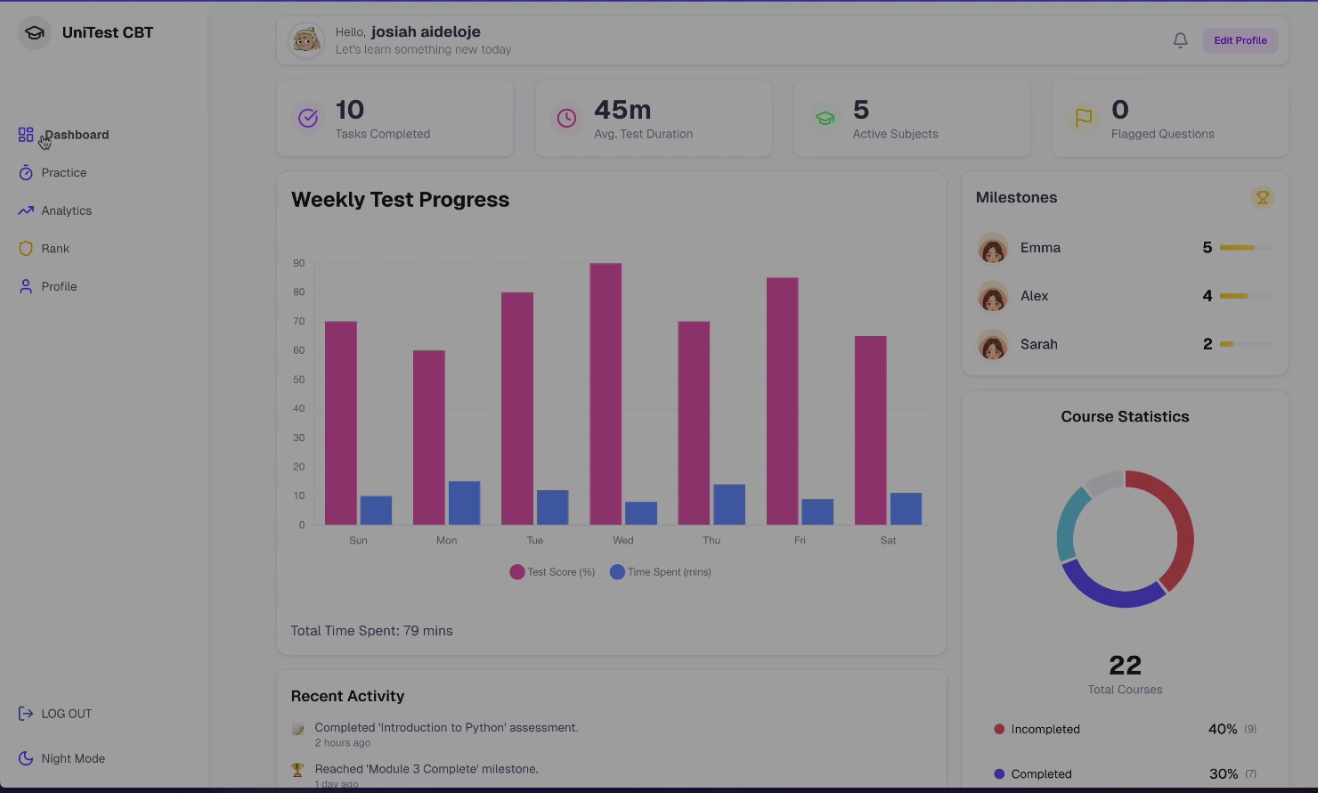 UniTest CBT
Dashboard
Practice
Analytics
Rank
Profile
LOG OUT
Night Mode
Hello, josiah aideloje
Let's learn something new today
Edit Profile
10
Tasks Completed
45m
Avg. Test Duration
5
Active Subjects
0
Flagged Questions
Weekly Test Progress
90
80
70
60
50
40
30
20
10
0
Sun Mon Tue Wed Thu Fri Sat
Test Score (%) Time Spent (mins)
Total Time Spent: 79 mins
Recent Activity
Completed 'Introduction to Python' assessment.
2 hours ago
Reached 'Module 3 Complete' milestone.
1 day ago
Milestones
Emma 5
Alex 4
Sarah 2
Course Statistics
22
Total Courses
Incompleted 40% (9)
Completed 30% (7)